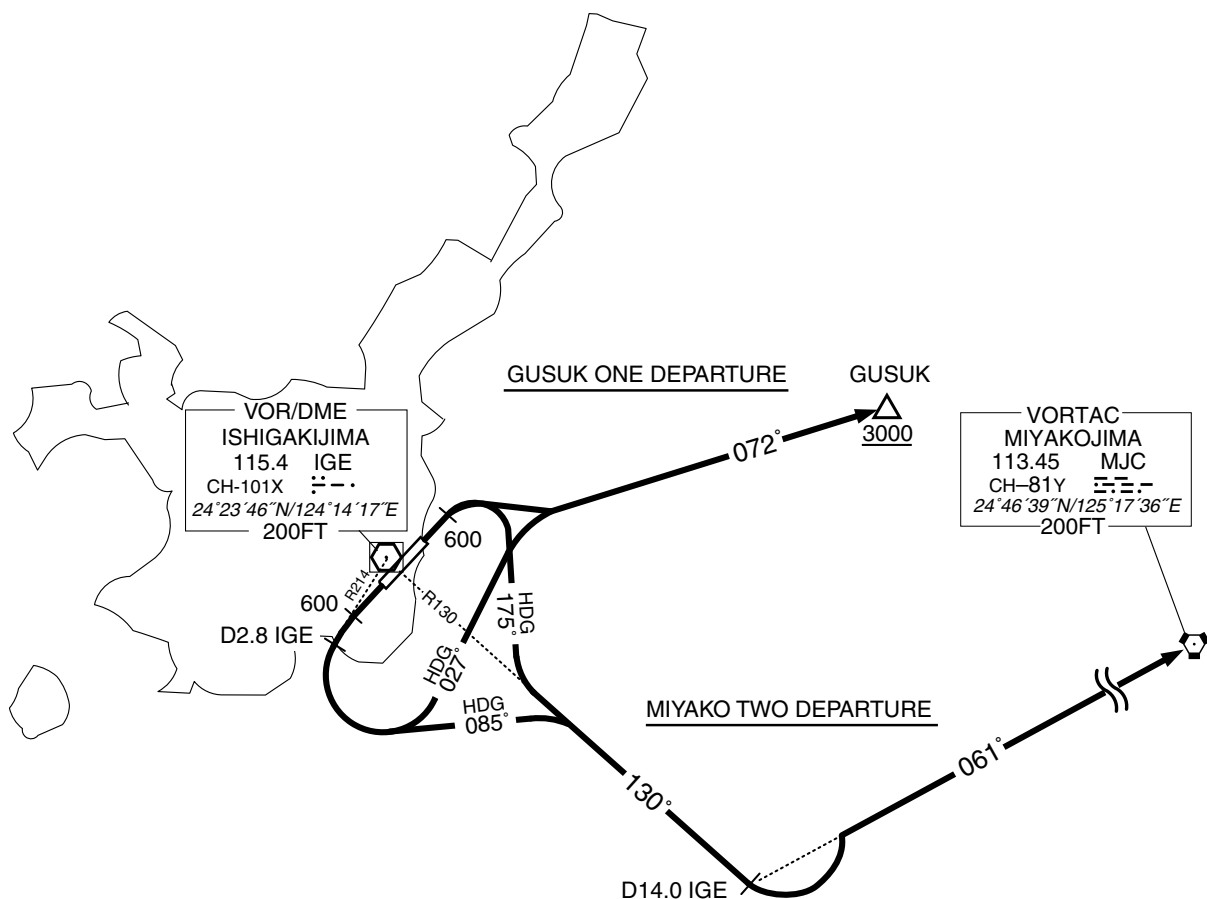 GUSUK ONE DEPARTURE
GUSUK
3000
072°
VOR/DME
ISHIGAKIJIMA
115.4 IGE
CH-101X
24°23´46˝N/124°14´17˝E
200FT
VORTAC
MIYAKOJIMA
113.45 MJC
CH–81Y
24°46´39˝N/125°17´36˝E
200FT
600
R214
R130
600
D2.8 IGE
HDG
175°
HDG
027°
HDG
085°
MIYAKO TWO DEPARTURE
130°
061°
D14.0 IGE